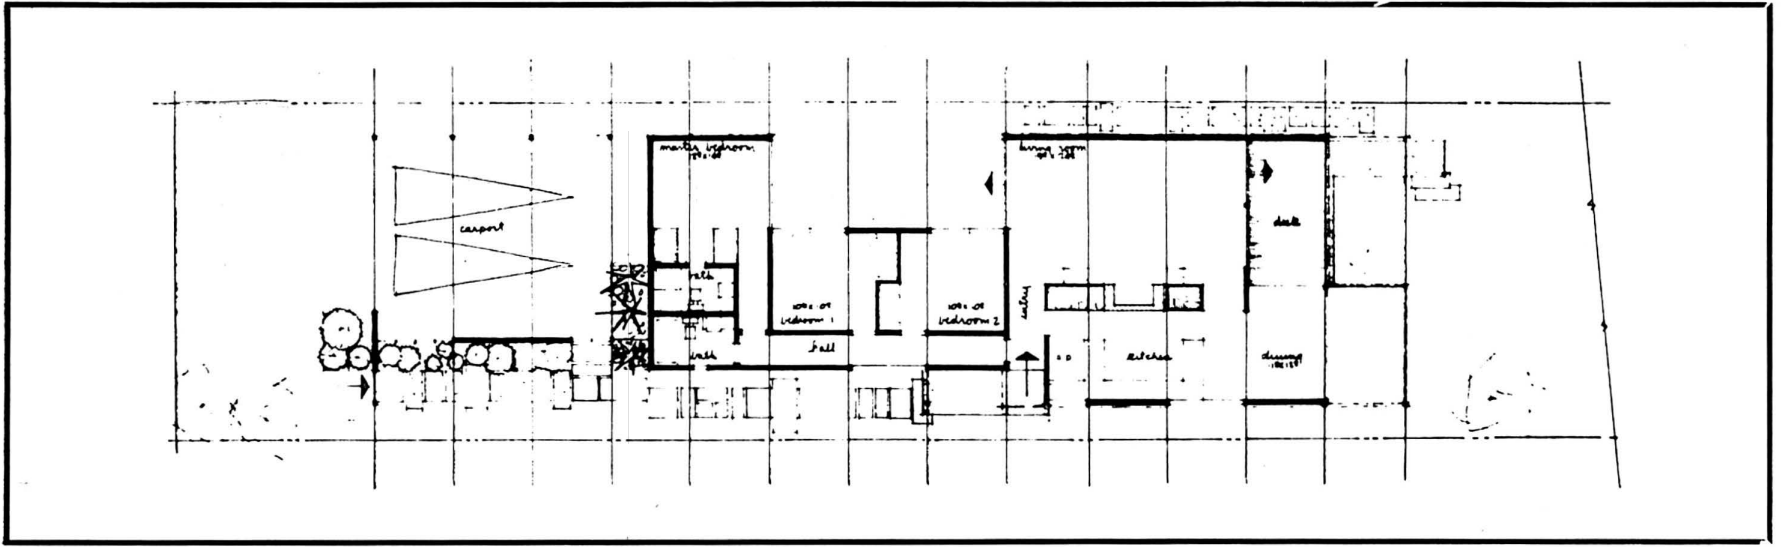 master bedroom
living room
carport
deck
bath
entry
bedroom 1
bedroom 2
hall
bath
kitchen
dining